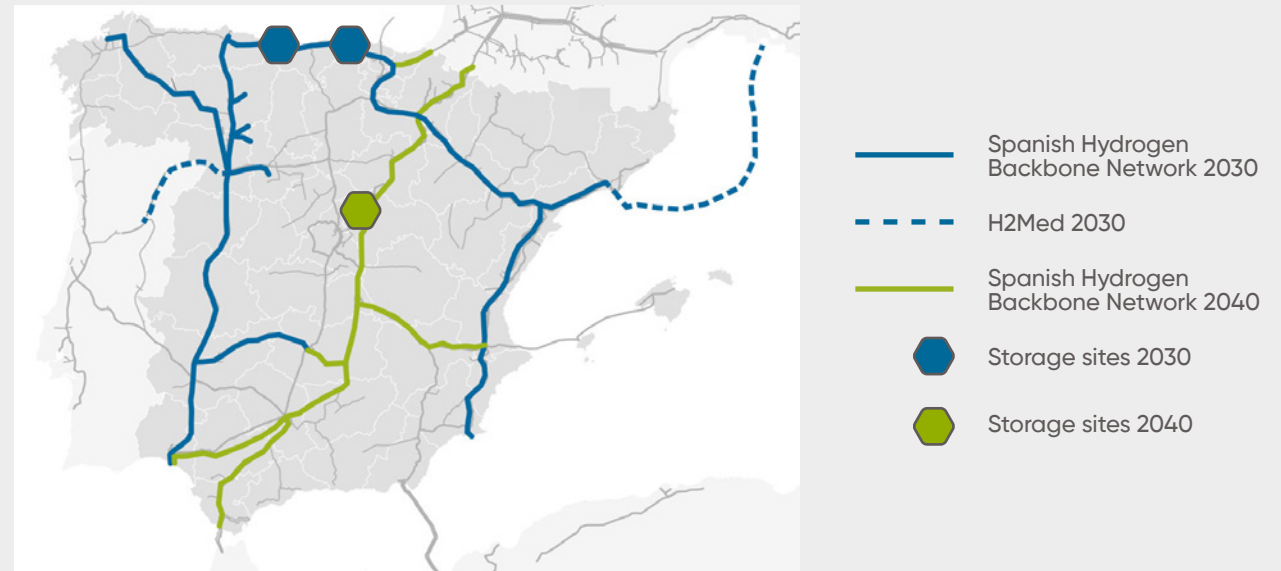 Spanish Hydrogen
Backbone Network 2030
H2Med 2030
Spanish Hydrogen
Backbone Network 2040
Storage sites 2030
Storage sites 2040